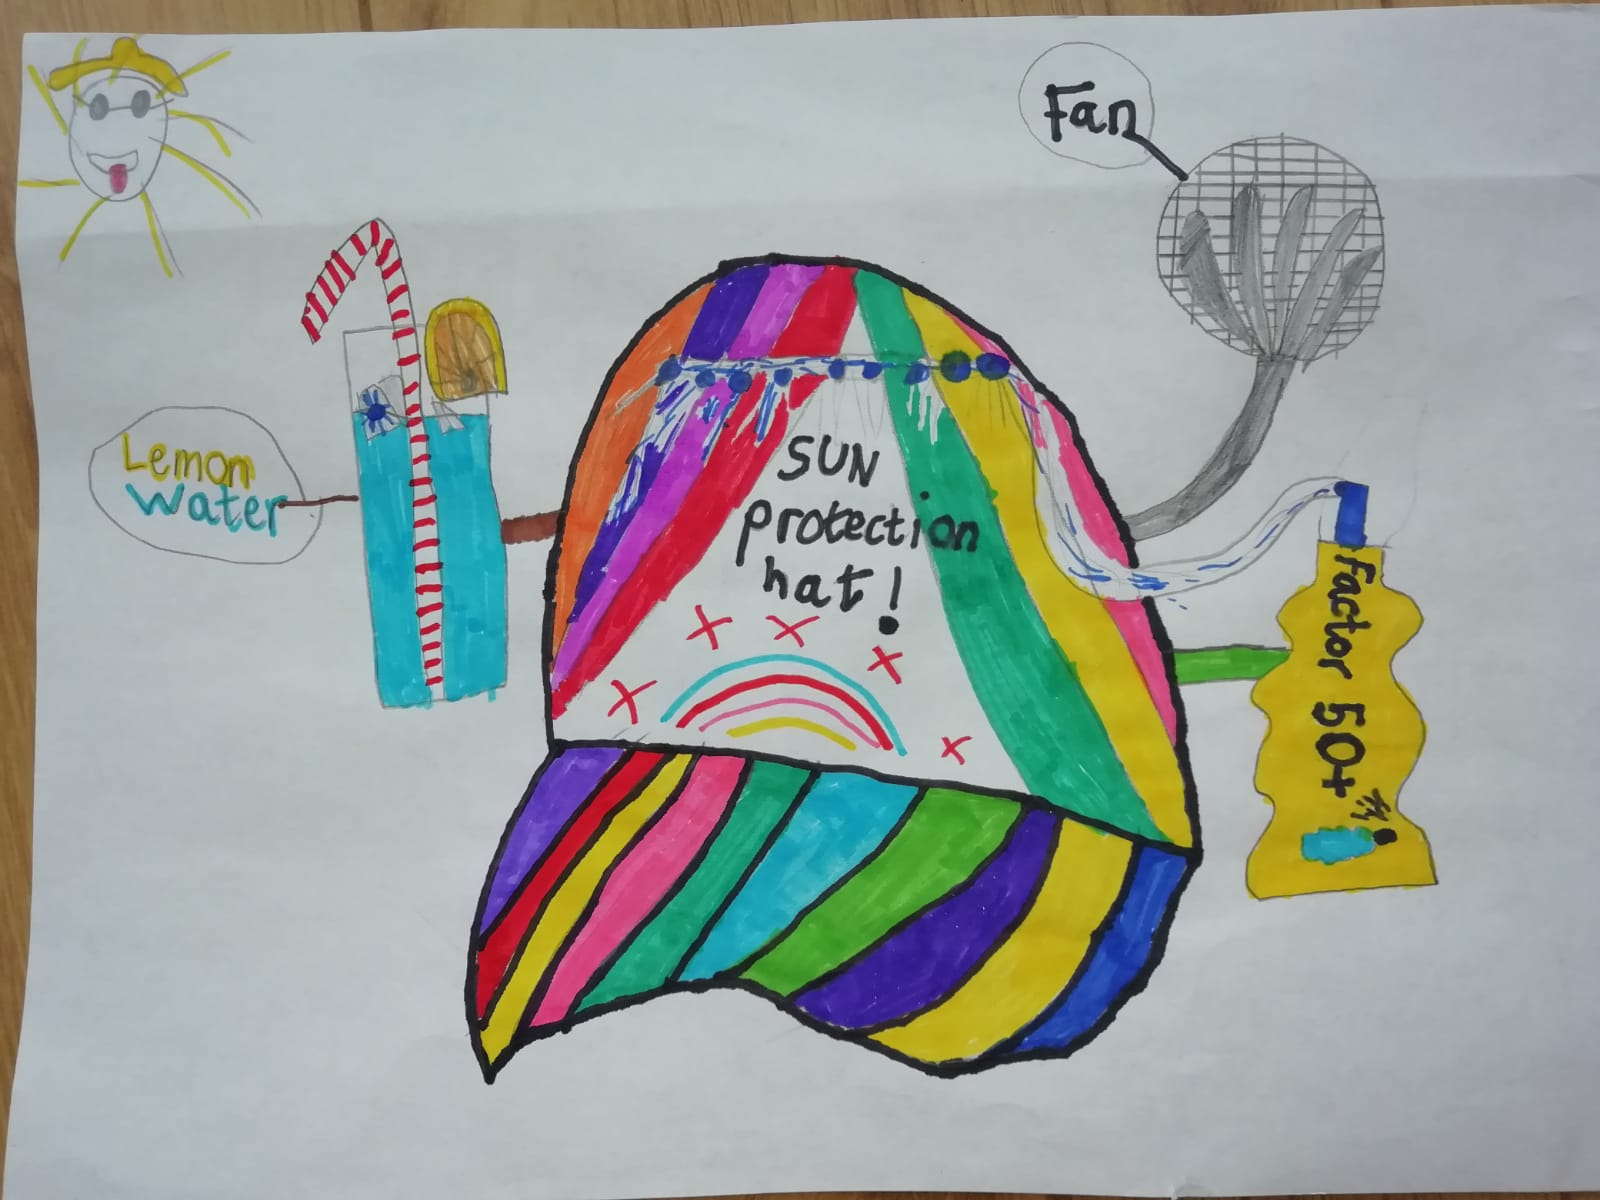 Fan
Lemon
Water
SUN
protection
hat!
Factor 50+